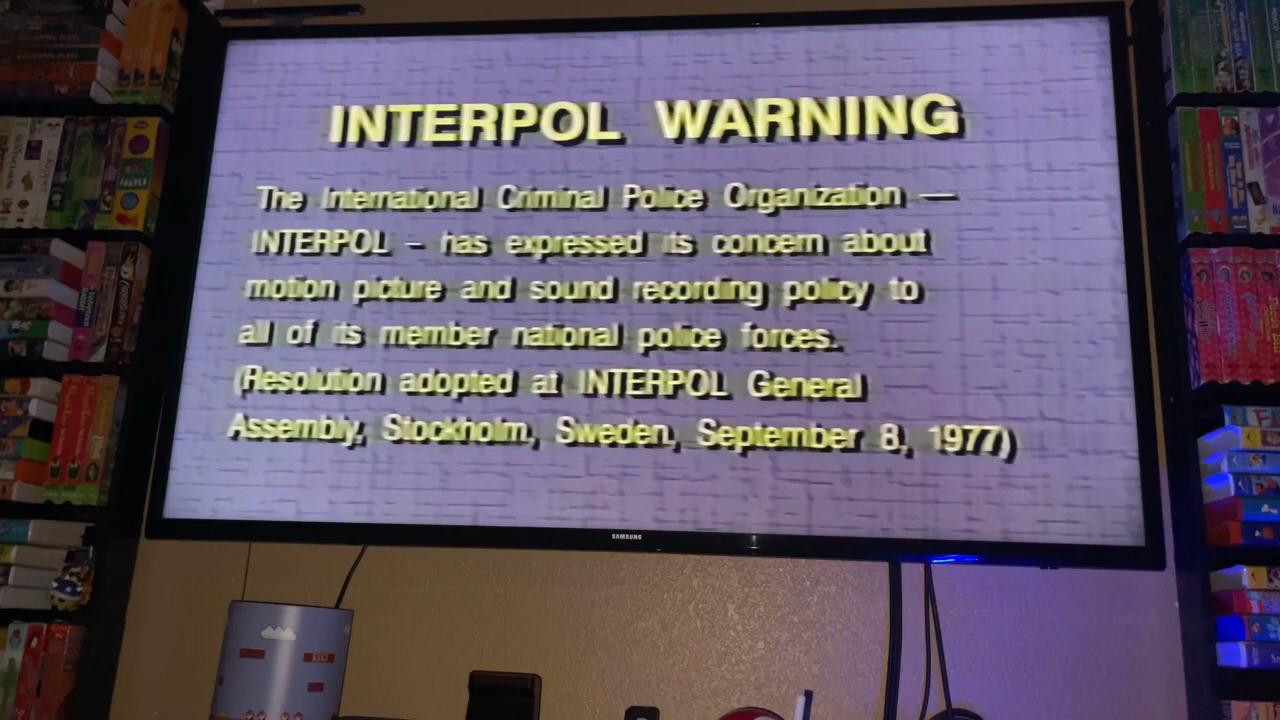 INTERPOL WARNING
The International Criminal Police Organization —
INTERPOL – has expressed its concern about
motion picture and sound recording policy to
all of its member national police forces.
(Resolution adopted at INTERPOL General
Assembly, Stockholm, Sweden, September 8, 1977)
SAMSUNG